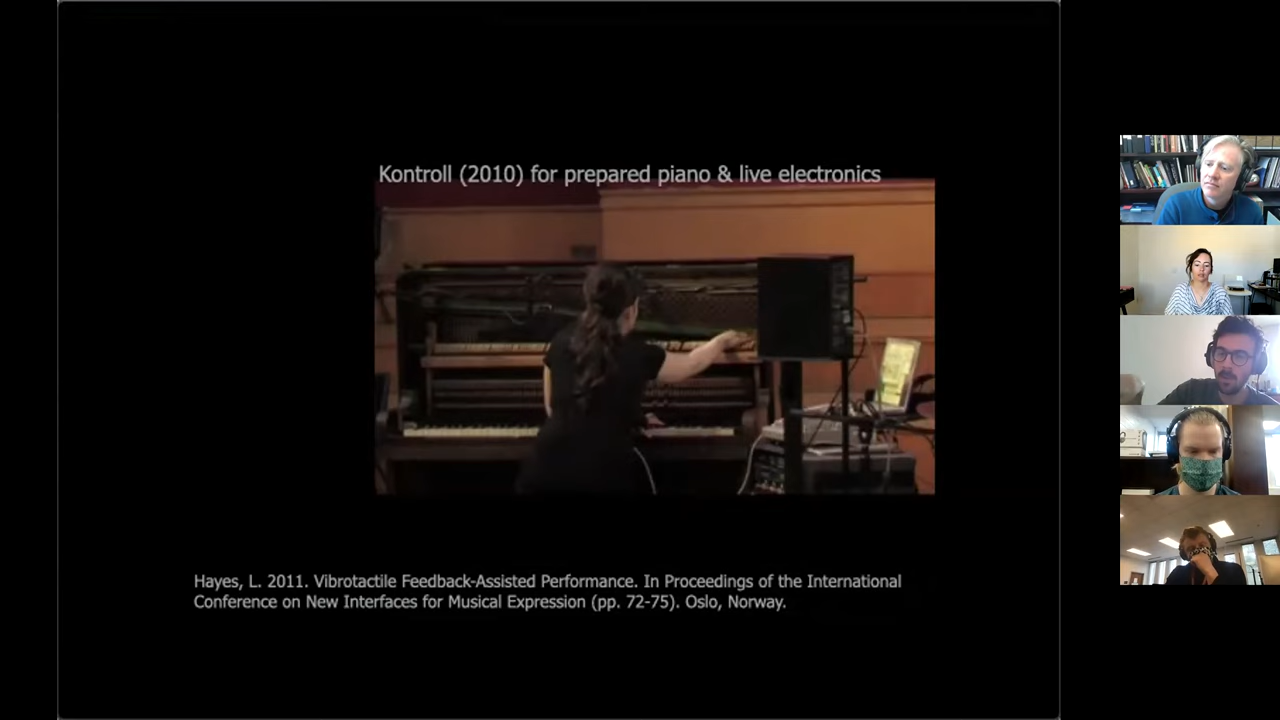 Kontroll (2010) for prepared piano & live electronics
Hayes, L. 2011. Vibrotactile Feedback-Assisted Performance. In Proceedings of the International
Conference on New Interfaces for Musical Expression (pp. 72-75). Oslo, Norway.